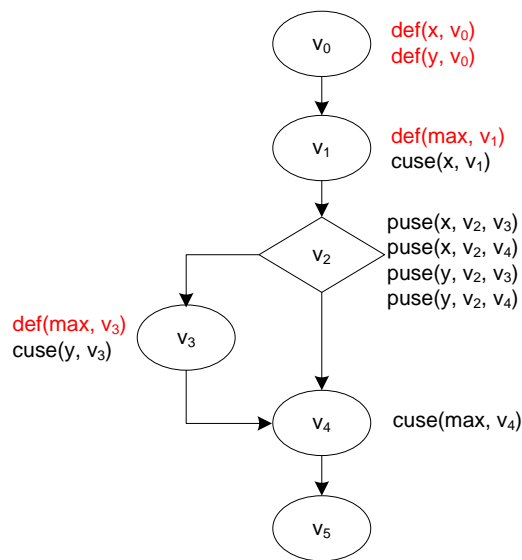 v₀
def(x, v₀)
def(y, v₀)
v₁
def(max, v₁)
cuse(x, v₁)
v₂
puse(x, v₂, v₃)
puse(x, v₂, v₄)
puse(y, v₂, v₃)
puse(y, v₂, v₄)
def(max, v₃)
cuse(y, v₃)
v₃
v₄
cuse(max, v₄)
v₅